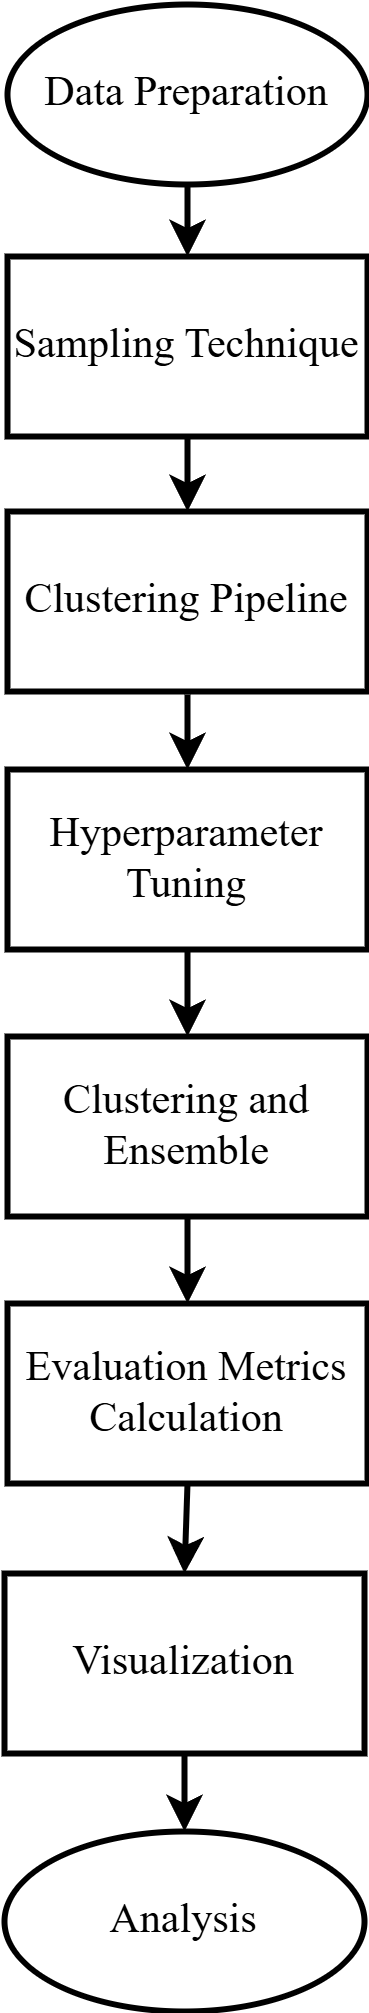 Data Preparation
Sampling Technique
Clustering Pipeline
Hyperparameter
Tuning
Clustering and
Ensemble
Evaluation Metrics
Calculation
Visualization
Analysis